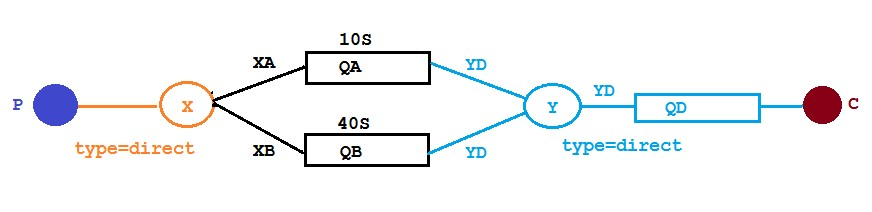 P
X
type=direct
XA
XB
10S
QA
40S
QB
YD
YD
Y
type=direct
YD
QD
C